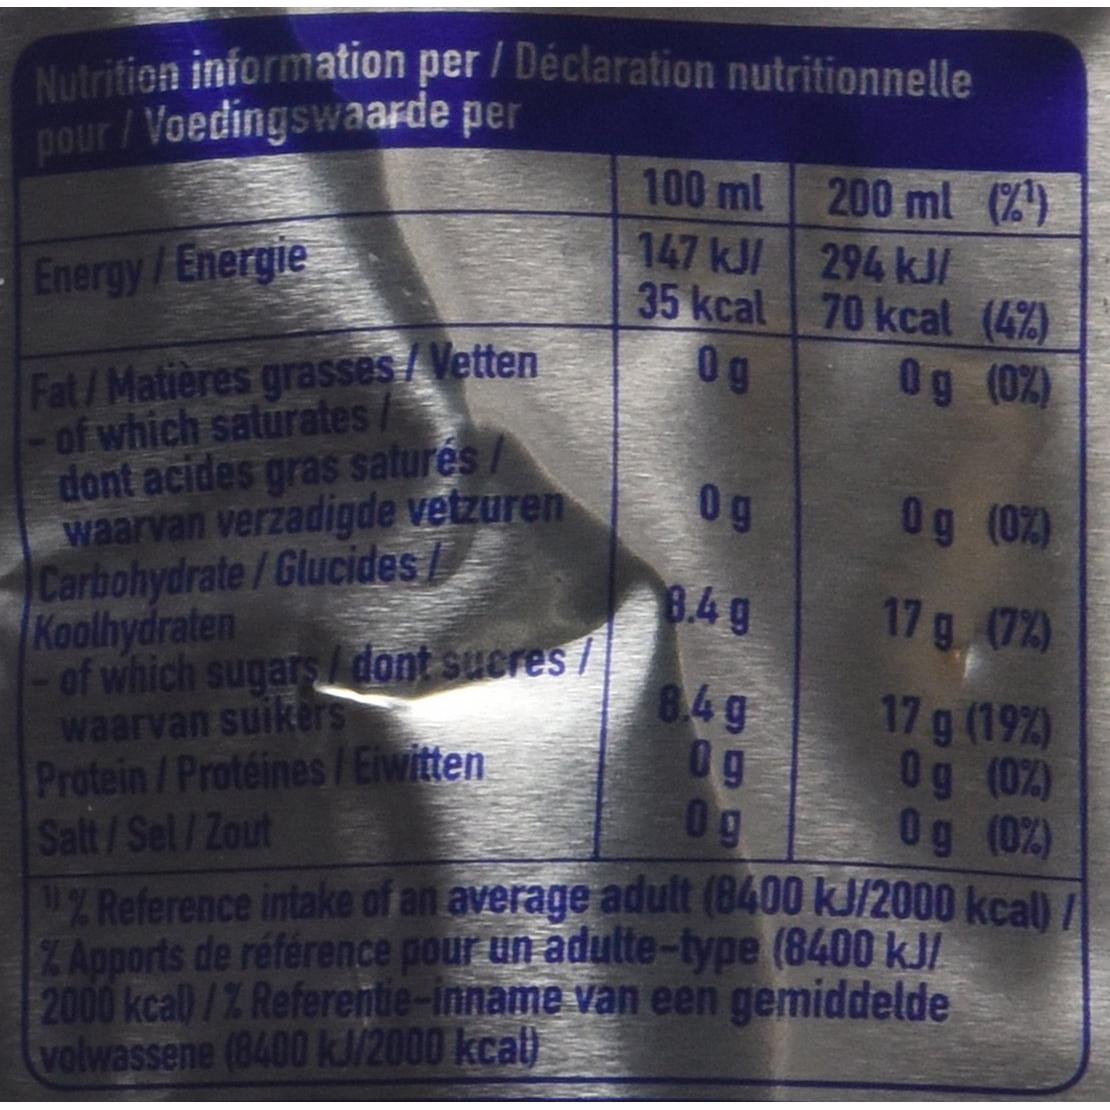 Nutrition information per / Déclaration nutritionnelle
pour / Voedingswaarde per
100 ml 200 ml (%¹)
Energy / Energie 147 kJ/ 294 kJ/
35 kcal 70 kcal (4%)
Fat / Matières grasses / Vetten 0 g 0 g (0%)
- of which saturates /
dont acides gras saturés /
waarvan verzadigde vetzuren 0 g 0 g (0%)
Carbohydrate / Glucides /
Koolhydraten 8.4 g 17 g (7%)
- of which sugars / dont sucres /
waarvan suikers 8.4 g 17 g (19%)
Protein / Protéines / Eiwitten 0 g 0 g (0%)
Salt / Sel / Zout 0 g 0 g (0%)
¹⁾ % Reference intake of an average adult (8400 kJ/2000 kcal) /
% Apports de référence pour un adulte-type (8400 kJ/
2000 kcal) / % Referentie-inname van een gemiddelde
volwassene (8400 kJ/2000 kcal)